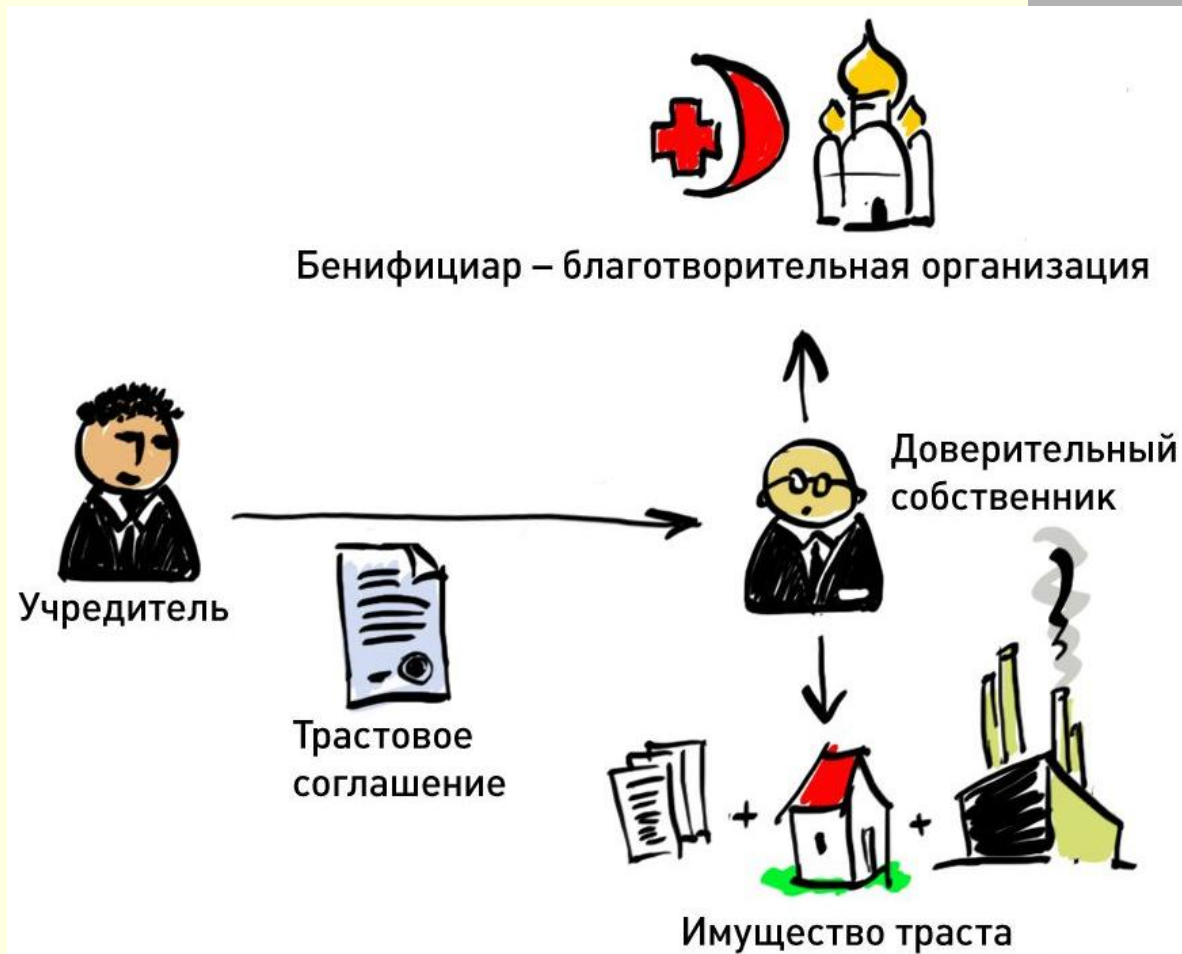 Бенифициар – благотворительная организация
Доверительный
собственник
Учредитель
Трастовое
соглашение
Имущество траста